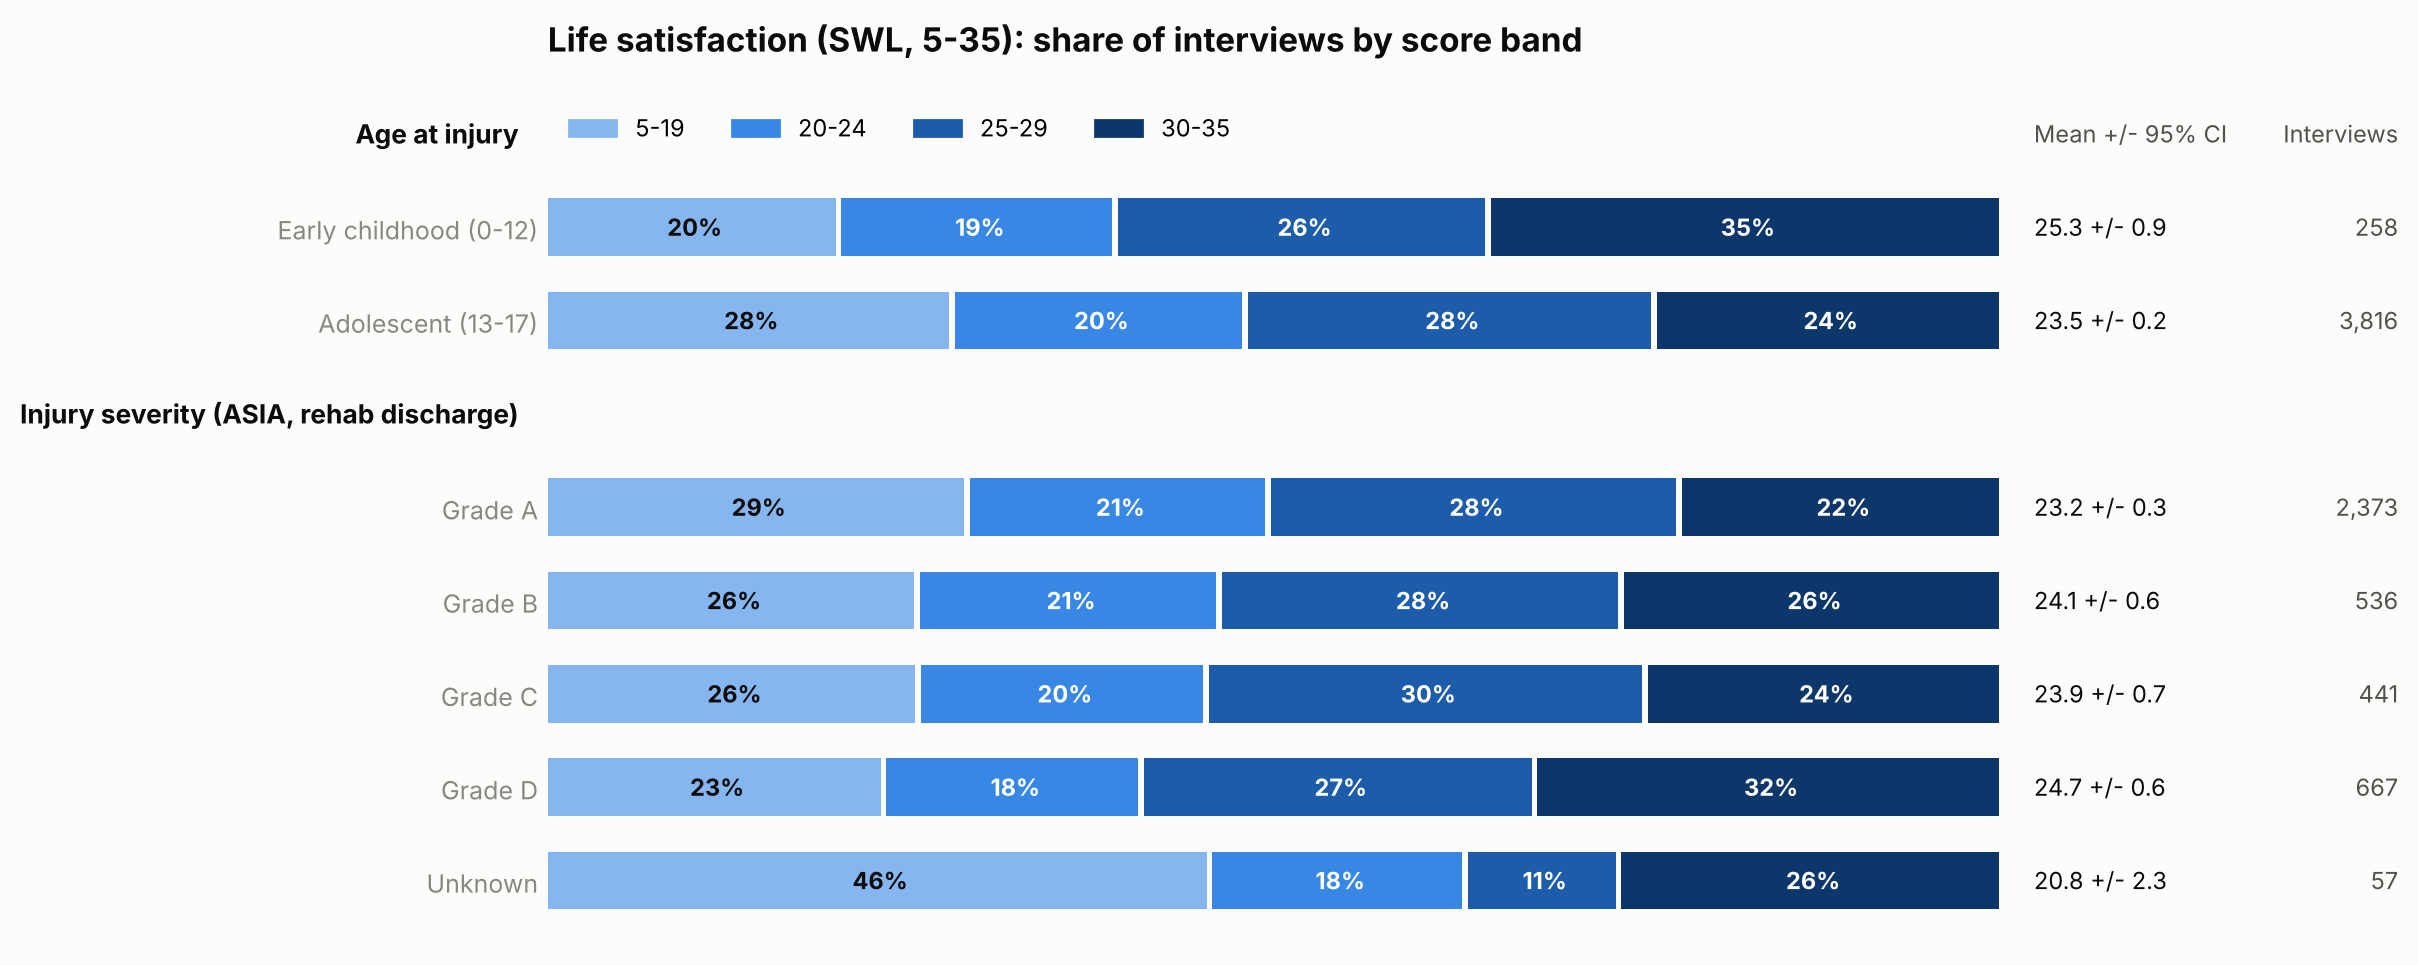 Life satisfaction (SWL, 5-35): share of interviews by score band
Age at injury 5-19 20-24 25-29 30-35 Mean +/- 95% CI Interviews
Early childhood (0-12) 20% 19% 26% 35% 25.3 +/- 0.9 258
Adolescent (13-17) 28% 20% 28% 24% 23.5 +/- 0.2 3,816
Injury severity (ASIA, rehab discharge)
Grade A 29% 21% 28% 22% 23.2 +/- 0.3 2,373
Grade B 26% 21% 28% 26% 24.1 +/- 0.6 536
Grade C 26% 20% 30% 24% 23.9 +/- 0.7 441
Grade D 23% 18% 27% 32% 24.7 +/- 0.6 667
Unknown 46% 18% 11% 26% 20.8 +/- 2.3 57